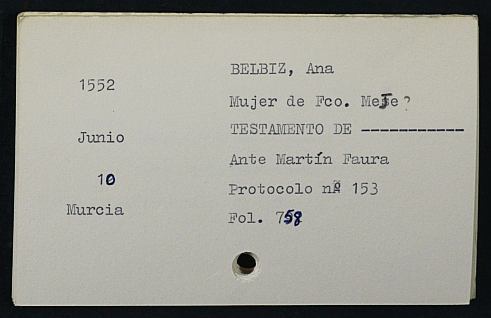 1552
Junio
10
Murcia
BELBIZ, Ana
Mujer de Fco.
TESTAMENTO DE -----------
Ante Martín Faura
Protocolo nº 153
Fol. 758